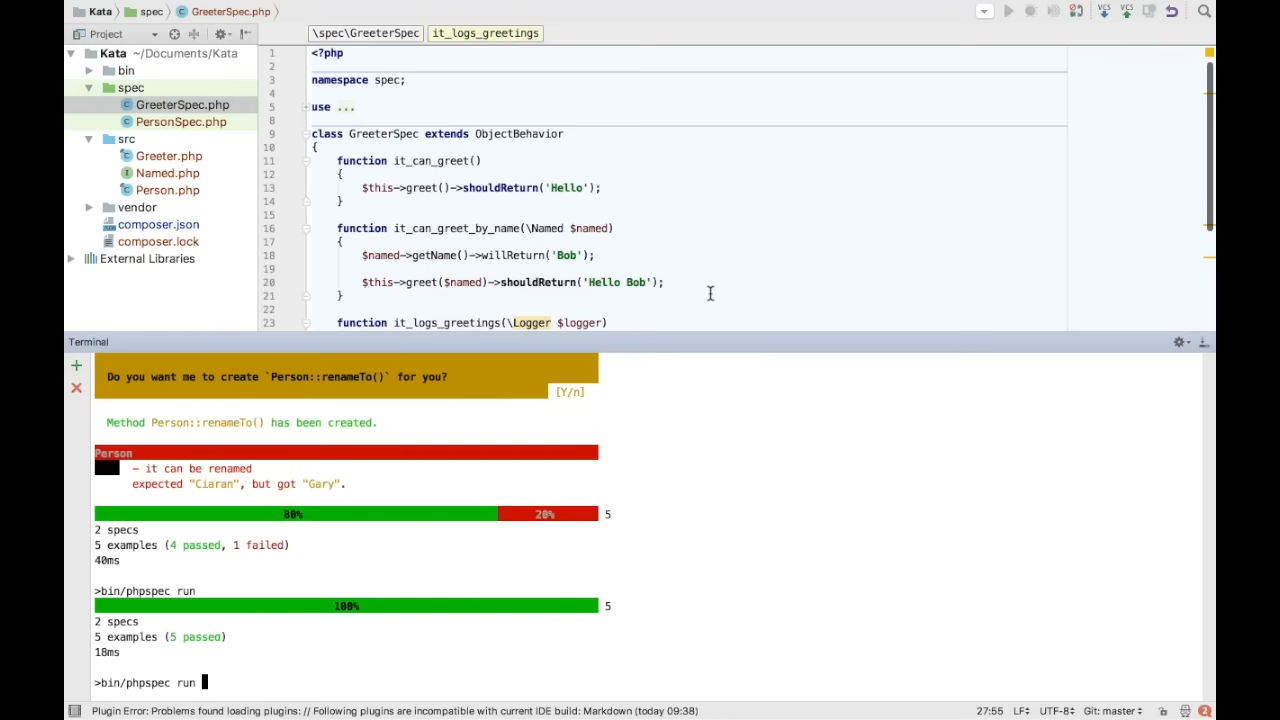 Kata spec GreeterSpec.php
Project
\spec\GreeterSpec it_logs_greetings
Kata ~/Documents/Kata
bin
spec
GreeterSpec.php
PersonSpec.php
src
Greeter.php
Named.php
Person.php
vendor
composer.json
composer.lock
External Libraries
1 <?php
2
3 namespace spec;
4
5 use ...
8
9 class GreeterSpec extends ObjectBehavior
10 {
11 function it_can_greet()
12 {
13 $this->greet()->shouldReturn('Hello');
14 }
15
16 function it_can_greet_by_name(\Named $named)
17 {
18 $named->getName()->willReturn('Bob');
19
20 $this->greet($named)->shouldReturn('Hello Bob');
21 }
22
23 function it_logs_greetings(\Logger $logger)
Terminal
Do you want me to create `Person::renameTo()` for you?
[Y/n]
Method Person::renameTo() has been created.
Person
– it can be renamed
expected "Ciaran", but got "Gary".
80% 20% 5
2 specs
5 examples (4 passed, 1 failed)
40ms
>bin/phpspec run
100% 5
2 specs
5 examples (5 passed)
18ms
>bin/phpspec run
Plugin Error: Problems found loading plugins: // Following plugins are incompatible with current IDE build: Markdown (today 09:38) 27:55 LF UTF-8 Git: master 2